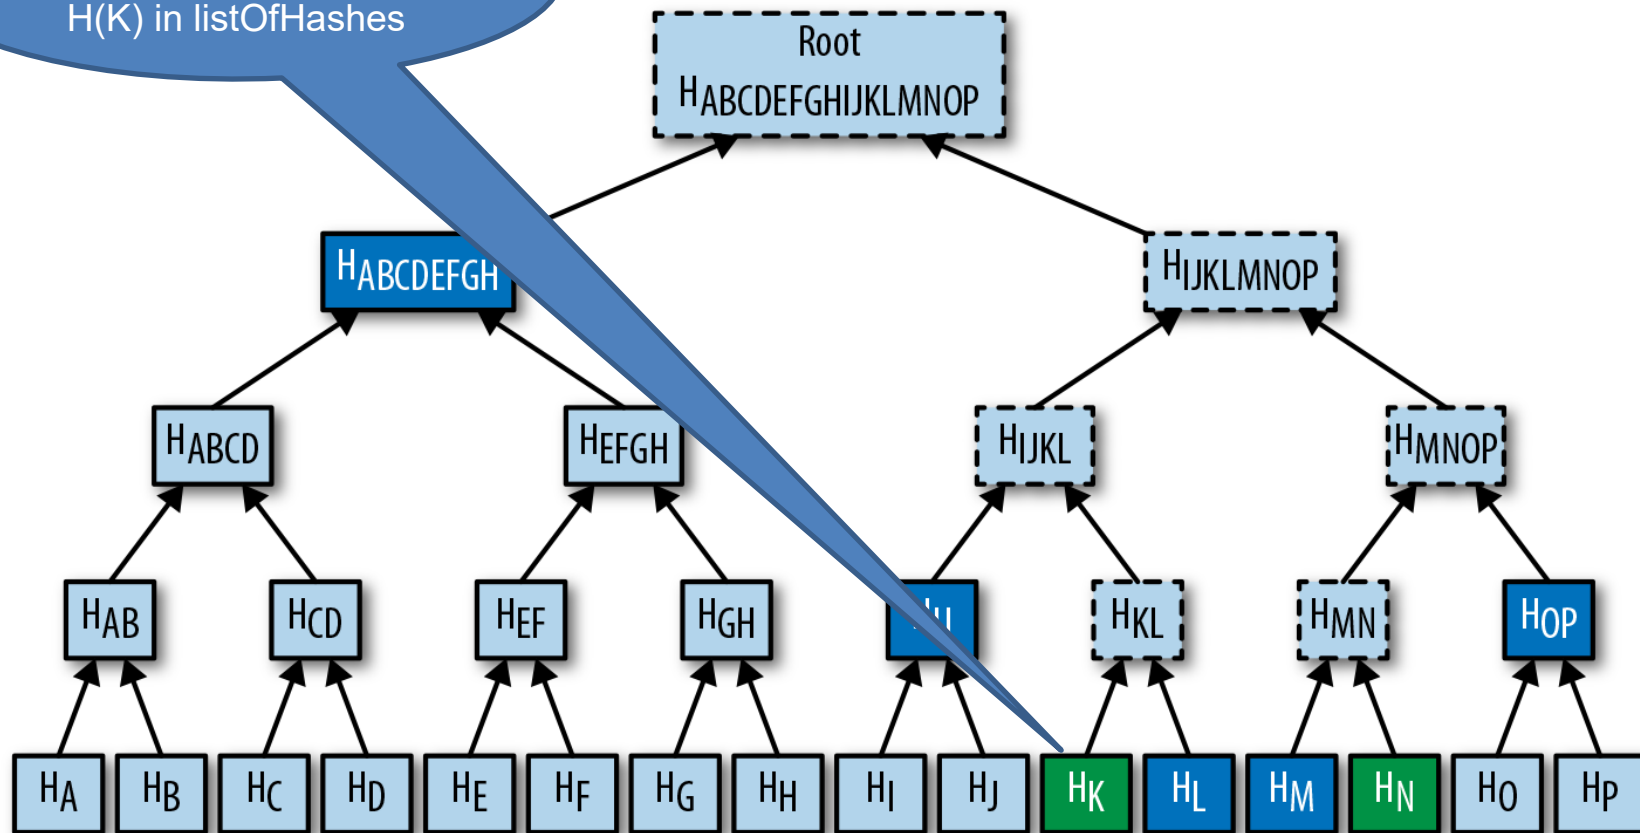 H(K) in listOfHashes
Root
HABCDEFGHIJKLMNOP
HABCDEFGH
HIJKLMNOP
HABCD
HEFGH
HIJKL
HMNOP
HAB
HCD
HEF
HGH
HKL
HMN
HOP
HA
HB
HC
HD
HE
HF
HG
HH
HI
HJ
HK
HL
HM
HN
HO
HP